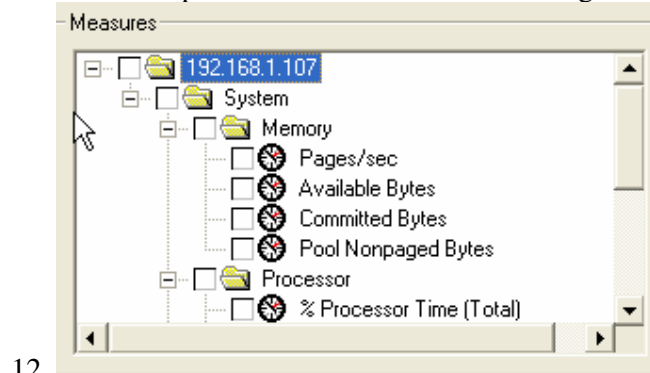 Measures
192.168.1.107
System
Memory
Pages/sec
Available Bytes
Committed Bytes
Pool Nonpaged Bytes
Processor
% Processor Time (Total)
12.